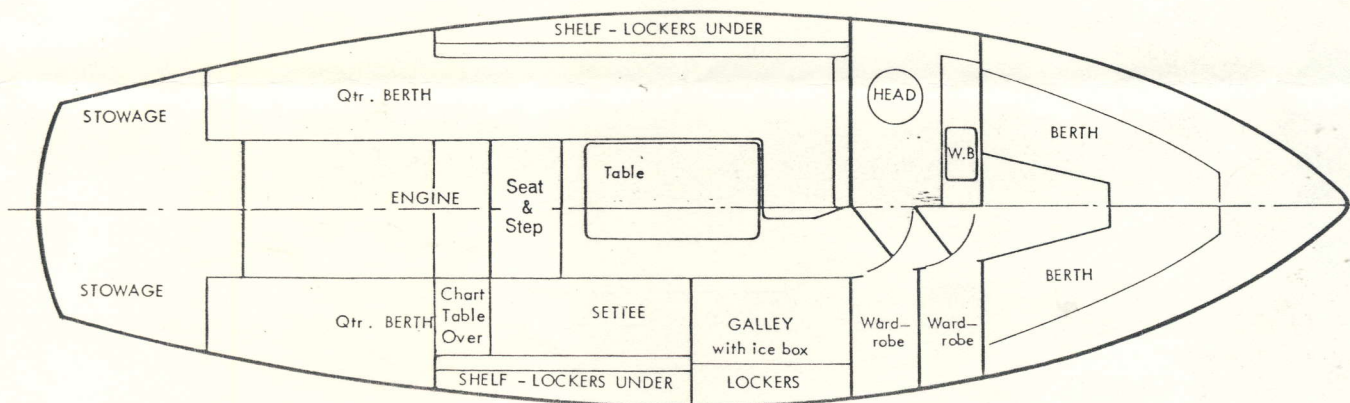 SHELF - LOCKERS UNDER
STOWAGE
Qtr. BERTH
HEAD
BERTH
W.B
Table
ENGINE
Seat
&
Step
STOWAGE
Qtr. BERTH
Chart
Table
Over
SETTEE
GALLEY
with ice box
Ward-
robe
Ward-
robe
BERTH
SHELF - LOCKERS UNDER
LOCKERS